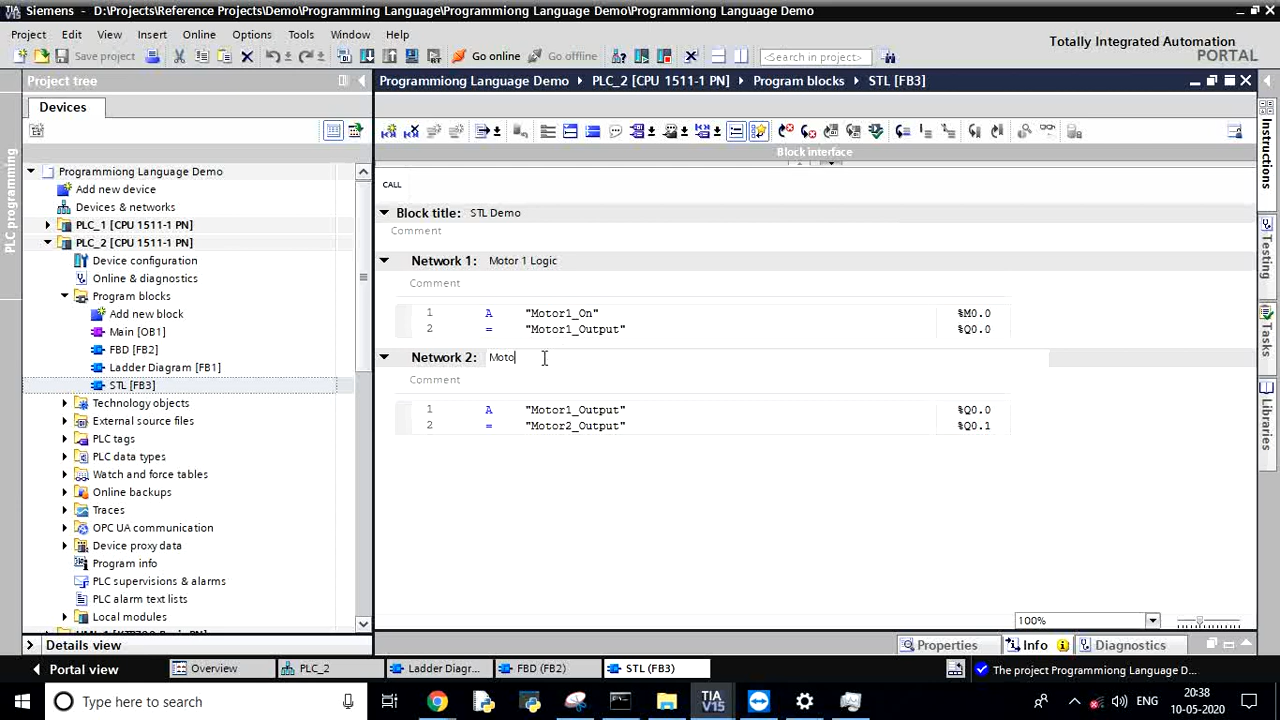 TIA V15 Siemens - D:\Projects\Reference Projects\Demo\Programming Language\Programmiong Language Demo\Programmiong Language Demo
Project Edit View Insert Online Options Tools Window Help
Totally Integrated Automation
PORTAL
Save project Go online Go offline <Search in project>
Project tree
Programmiong Language Demo PLC_2 [CPU 1511-1 PN] Program blocks STL [FB3]
Devices
Block interface
CALL
Programmiong Language Demo
Add new device
Devices & networks
PLC_1 [CPU 1511-1 PN]
PLC_2 [CPU 1511-1 PN]
Device configuration
Online & diagnostics
Program blocks
Add new block
Main [OB1]
FBD [FB2]
Ladder Diagram [FB1]
STL [FB3]
Technology objects
External source files
PLC tags
PLC data types
Watch and force tables
Online backups
Traces
OPC UA communication
Device proxy data
Program info
PLC supervisions & alarms
PLC alarm text lists
Local modules
Block title: STL Demo
Comment
Network 1: Motor 1 Logic
Comment
1 A "Motor1_On" %M0.0
2 = "Motor1_Output" %Q0.0
Network 2: Moto
Comment
1 A "Motor1_Output" %Q0.0
2 = "Motor2_Output" %Q0.1
100%
PLC programming
Instructions
Testing
Tasks
Libraries
Details view
Properties Info Diagnostics
Portal view Overview PLC_2 Ladder Diagr... FBD (FB2) STL (FB3) The project Programmiong Language D...
Type here to search
TIA V15
ENG
20:38
10-05-2020